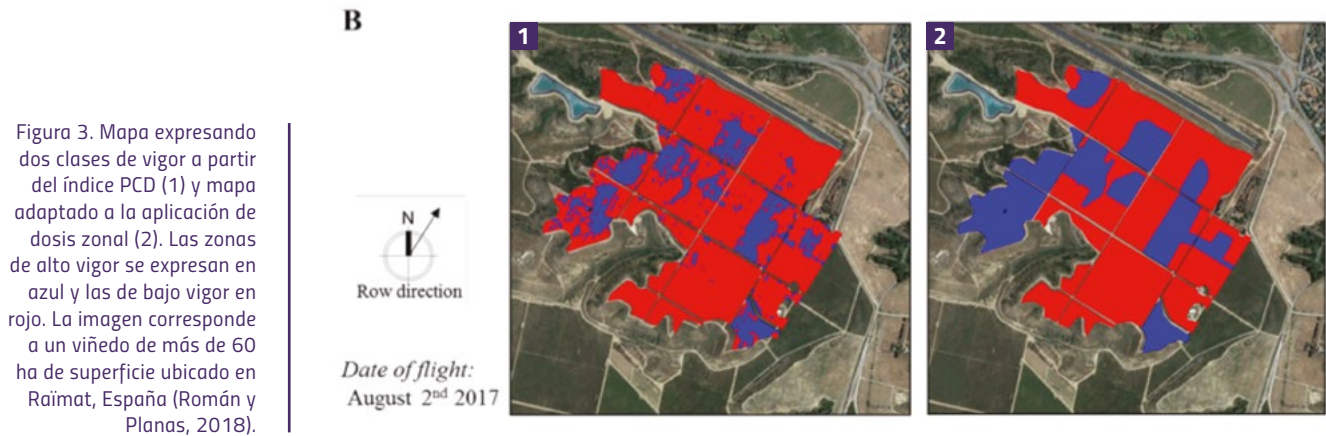 Figura 3. Mapa expresando
dos clases de vigor a partir
del índice PCD (1) y mapa
adaptado a la aplicación de
dosis zonal (2). Las zonas
de alto vigor se expresan en
azul y las de bajo vigor en
rojo. La imagen corresponde
a un viñedo de más de 60
ha de superficie ubicado en
Raïmat, España (Román y
Planas, 2018).
B
N
Row direction
Date of flight:
August 2nd 2017
1
2